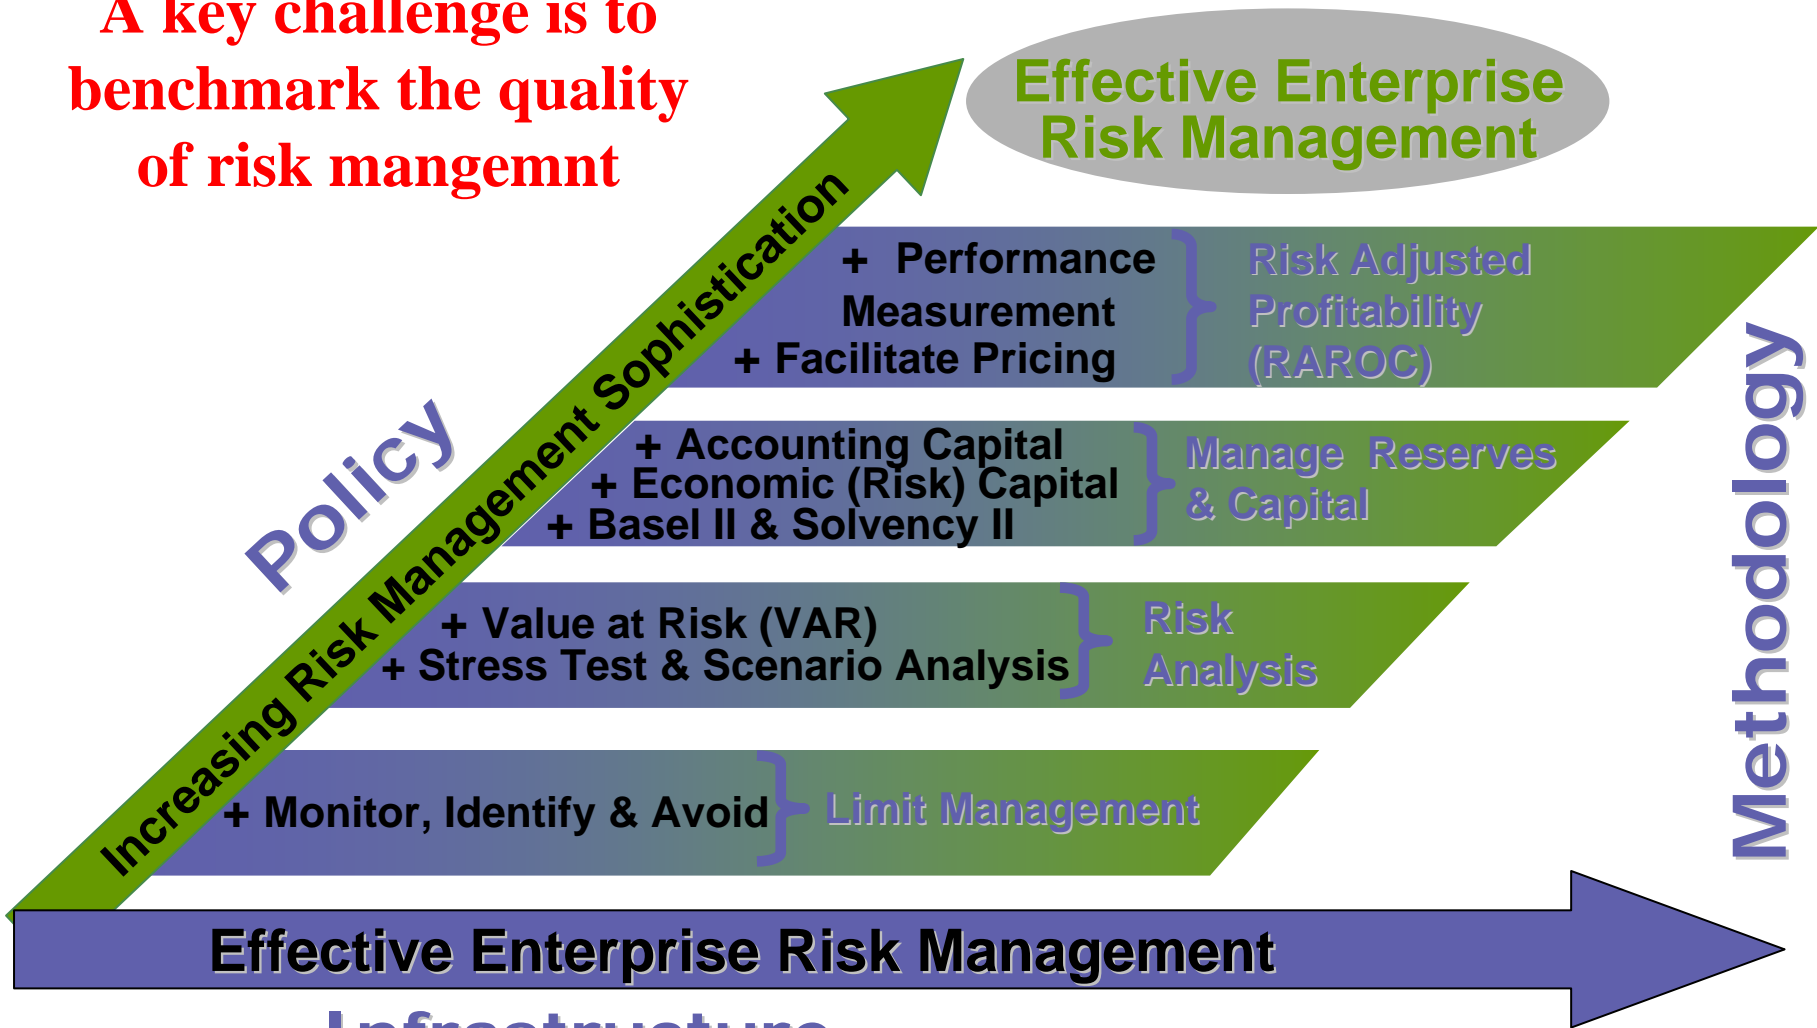 A key challenge is to
benchmark the quality
of risk mangemnt
Effective Enterprise
Risk Management
Increasing Risk Management Sophistication
+ Performance
Measurement
+ Facilitate Pricing
Risk Adjusted
Profitability
(RAROC)
Policy
+ Accounting Capital
+ Economic (Risk) Capital
+ Basel II & Solvency II
Manage Reserves
& Capital
Methodology
+ Value at Risk (VAR)
+ Stress Test & Scenario Analysis
Risk
Analysis
+ Monitor, Identify & Avoid
Limit Management
Effective Enterprise Risk Management
Infrastructure